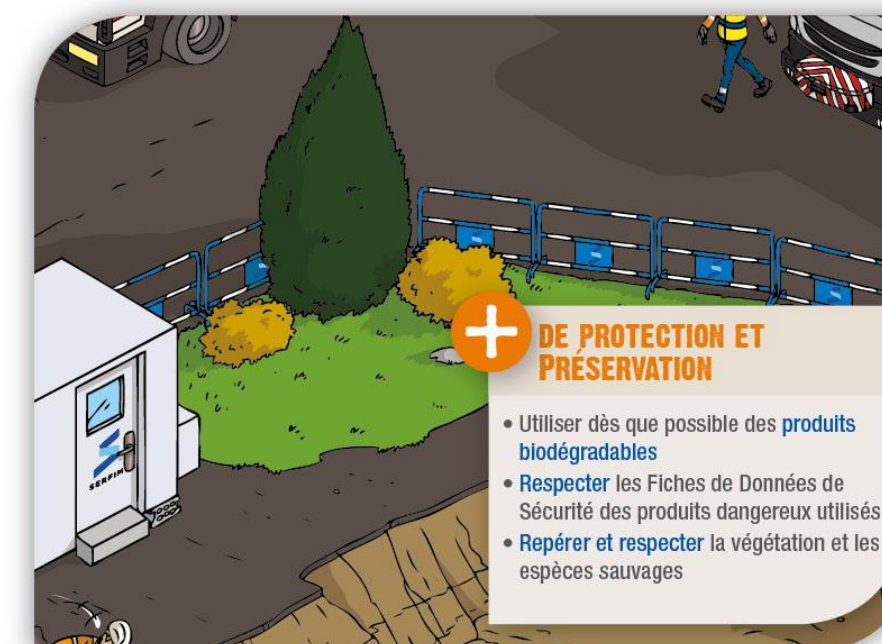 SERFIM
+ DE PROTECTION ET
PRÉSERVATION
• Utiliser dès que possible des produits
biodégradables
• Respecter les Fiches de Données de
Sécurité des produits dangereux utilisés
• Repérer et respecter la végétation et les
espèces sauvages